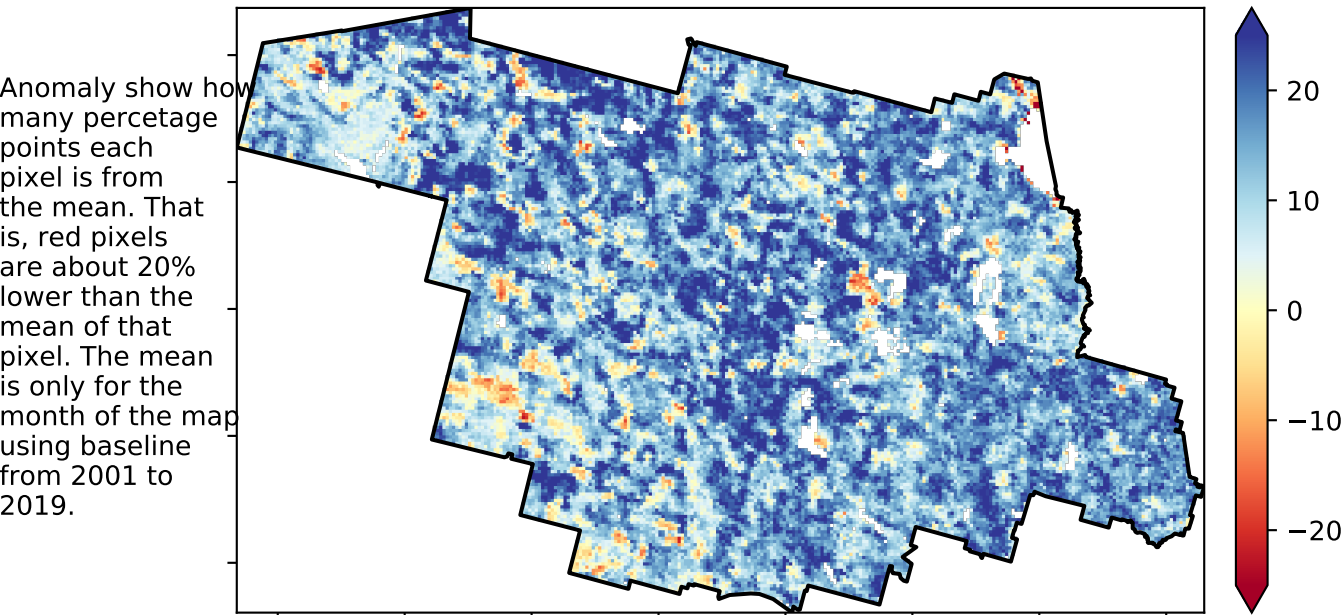 Anomaly show how
many percetage
points each
pixel is from
the mean. That
is, red pixels
are about 20%
lower than the
mean of that
pixel. The mean
is only for the
month of the map
using baseline
from 2001 to
2019.
20
10
0
−10
−20